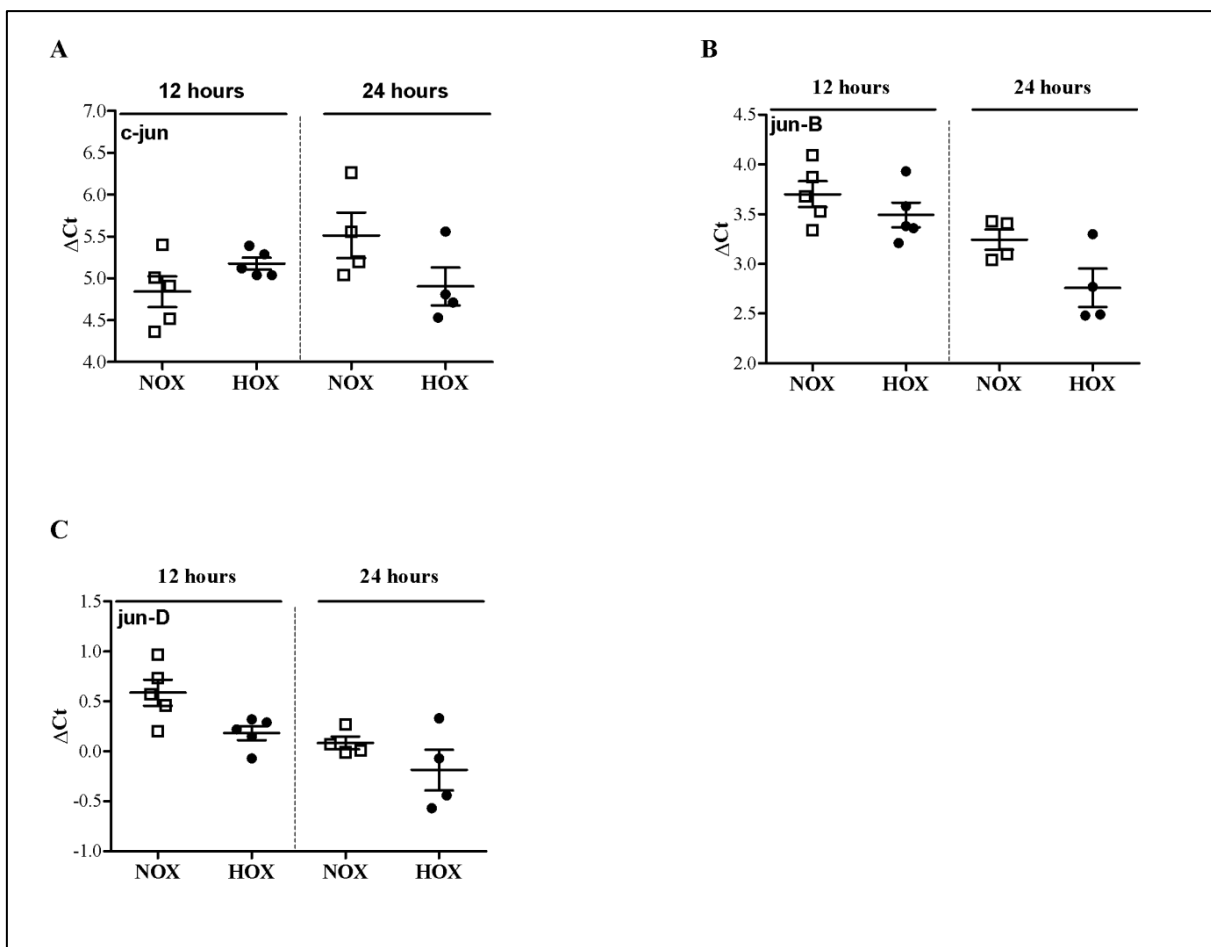 A
12 hours 24 hours
7.0
c-jun
6.5
6.0
5.5
5.0
4.5
4.0
ΔCt
NOX HOX NOX HOX
B
12 hours 24 hours
4.5
jun-B
4.0
3.5
3.0
2.5
2.0
ΔCt
NOX HOX NOX HOX
C
12 hours 24 hours
1.5
jun-D
1.0
0.5
0.0
-0.5
-1.0
ΔCt
NOX HOX NOX HOX